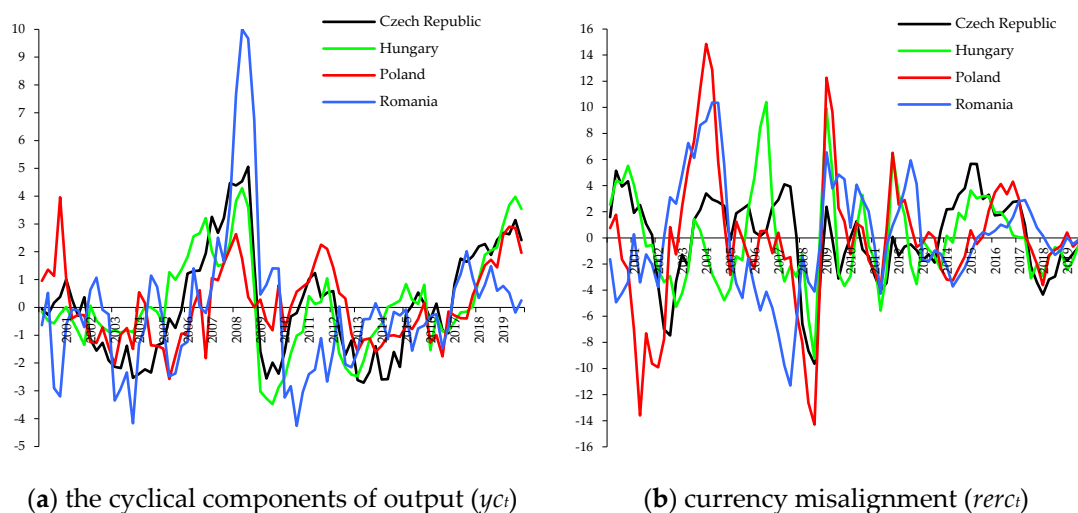 10
9
8
7
6
5
4
3
2
1
0
-1
-2
-3
-4
-5
Czech Republic
Hungary
Poland
Romania
2001 2002 2003 2004 2005 2006 2007 2008 2009 2010 2011 2012 2013 2014 2015 2016 2017 2018 2019
16
14
12
10
8
6
4
2
0
-2
-4
-6
-8
-10
-12
-14
-16
Czech Republic
Hungary
Poland
Romania
2001 2002 2003 2004 2005 2006 2007 2008 2009 2010 2011 2012 2013 2014 2015 2016 2017 2018 2019
(a) the cyclical components of output (yct)
(b) currency misalignment (rerct)